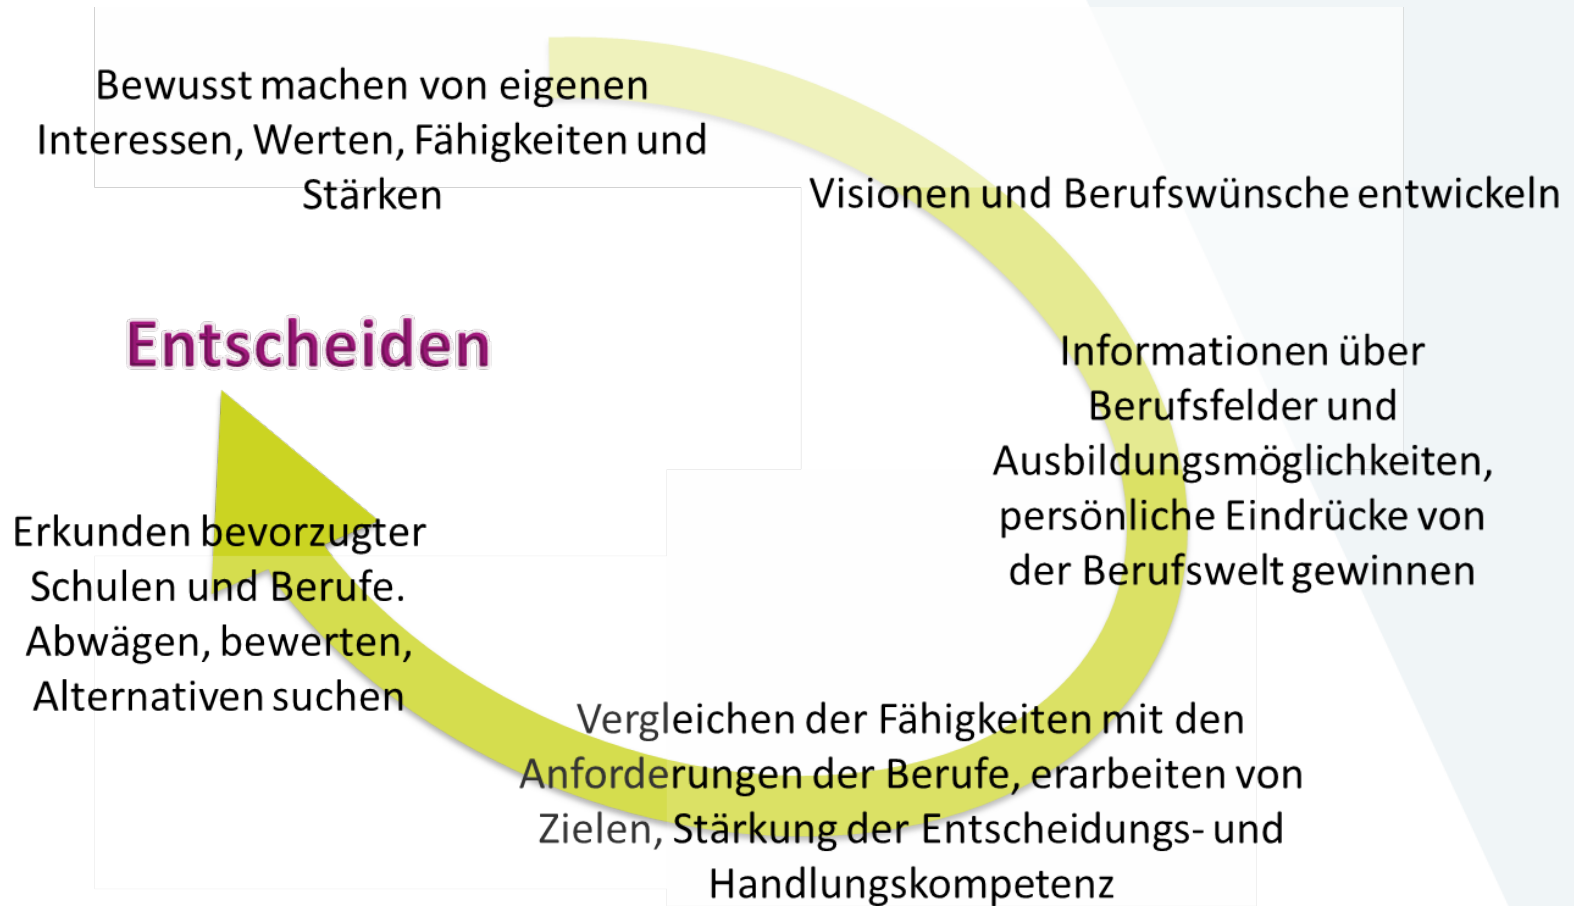 Bewusst machen von eigenen
Interessen, Werten, Fähigkeiten und
Stärken
Visionen und Berufswünsche entwickeln
Informationen über
Berufsfelder und
Ausbildungsmöglichkeiten,
persönliche Eindrücke von
der Berufswelt gewinnen
Vergleichen der Fähigkeiten mit den
Anforderungen der Berufe, erarbeiten von
Zielen, Stärkung der Entscheidungs- und
Handlungskompetenz
Erkunden bevorzugter
Schulen und Berufe.
Abwägen, bewerten,
Alternativen suchen
Entscheiden